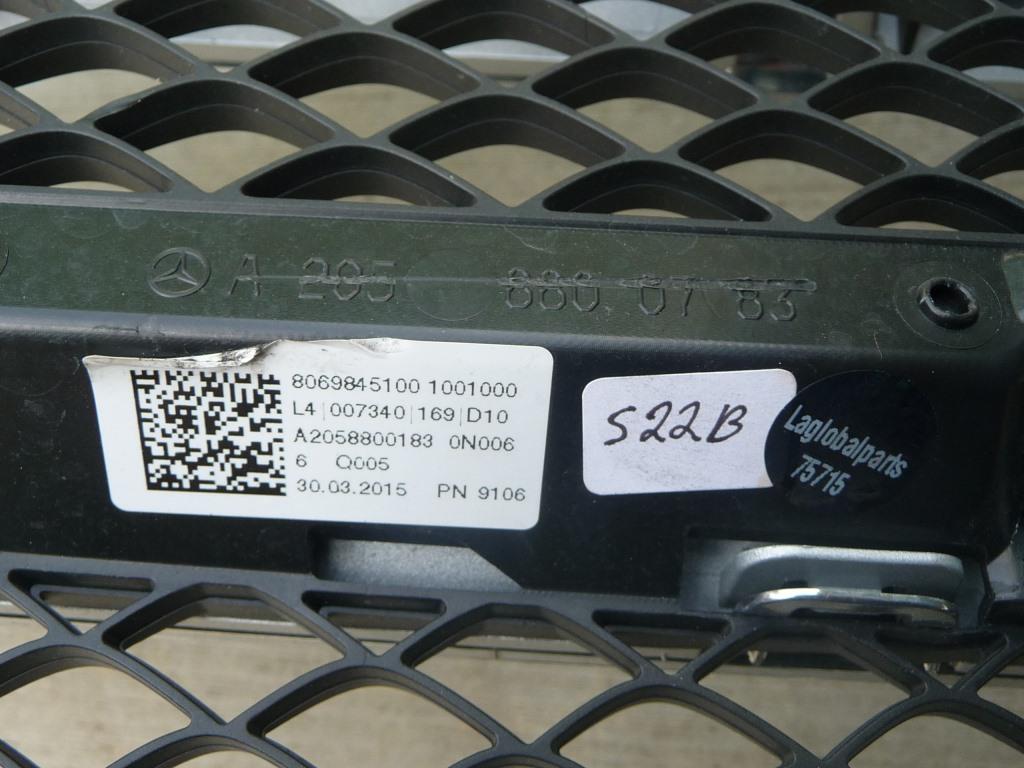 A 205 880 07 83
8069845100 1001000
L4|007340|169|D10
A2058800183 0N006
6 Q005
30.03.2015 PN 9106
S22B
Laglobalparts
75715